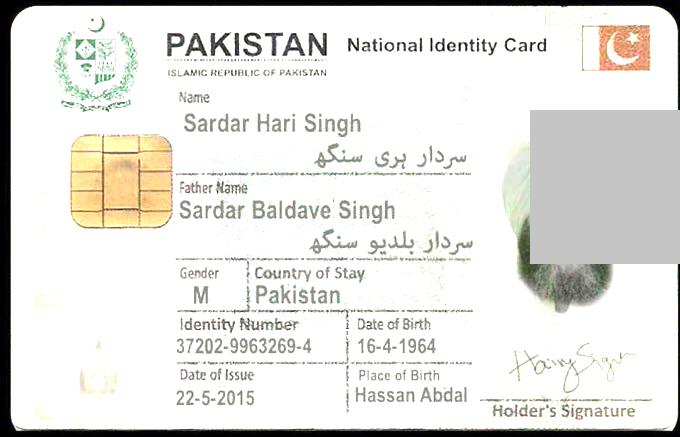 PAKISTAN National Identity Card
ISLAMIC REPUBLIC OF PAKISTAN
Name
Sardar Hari Singh
سردار ہری سنگھ
Father Name
Sardar Baldave Singh
سردار بلدیو سنگھ
Gender Country of Stay
M Pakistan
Identity Number Date of Birth
37202-9963269-4 16-4-1964
Date of Issue Place of Birth
22-5-2015 Hassan Abdal
Holder's Signature